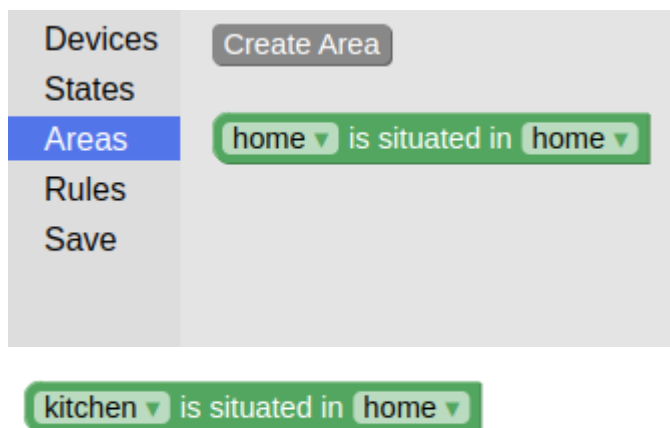 Devices
States
Areas
Rules
Save
Create Area
home ▾ is situated in home ▾
kitchen ▾ is situated in home ▾